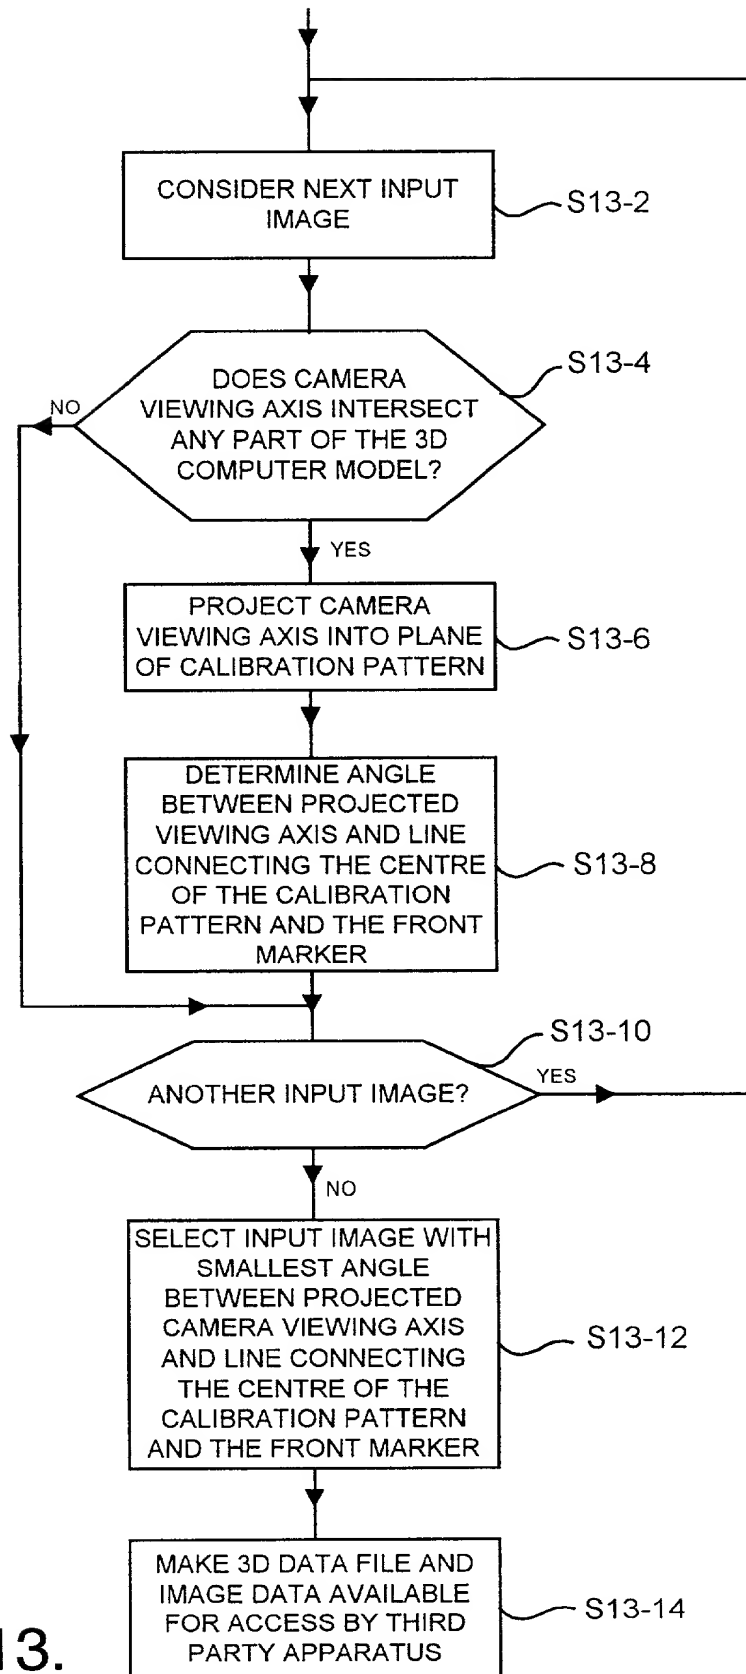 CONSIDER NEXT INPUT
IMAGE
S13-2
DOES CAMERA
VIEWING AXIS INTERSECT
ANY PART OF THE 3D
COMPUTER MODEL?
S13-4
NO
YES
PROJECT CAMERA
VIEWING AXIS INTO PLANE
OF CALIBRATION PATTERN
S13-6
DETERMINE ANGLE
BETWEEN PROJECTED
VIEWING AXIS AND LINE
CONNECTING THE CENTRE
OF THE CALIBRATION
PATTERN AND THE FRONT
MARKER
S13-8
S13-10
ANOTHER INPUT IMAGE?
YES
NO
SELECT INPUT IMAGE WITH
SMALLEST ANGLE
BETWEEN PROJECTED
CAMERA VIEWING AXIS
AND LINE CONNECTING
THE CENTRE OF THE
CALIBRATION PATTERN
AND THE FRONT MARKER
S13-12
MAKE 3D DATA FILE AND
IMAGE DATA AVAILABLE
FOR ACCESS BY THIRD
PARTY APPARATUS
S13-14
13.